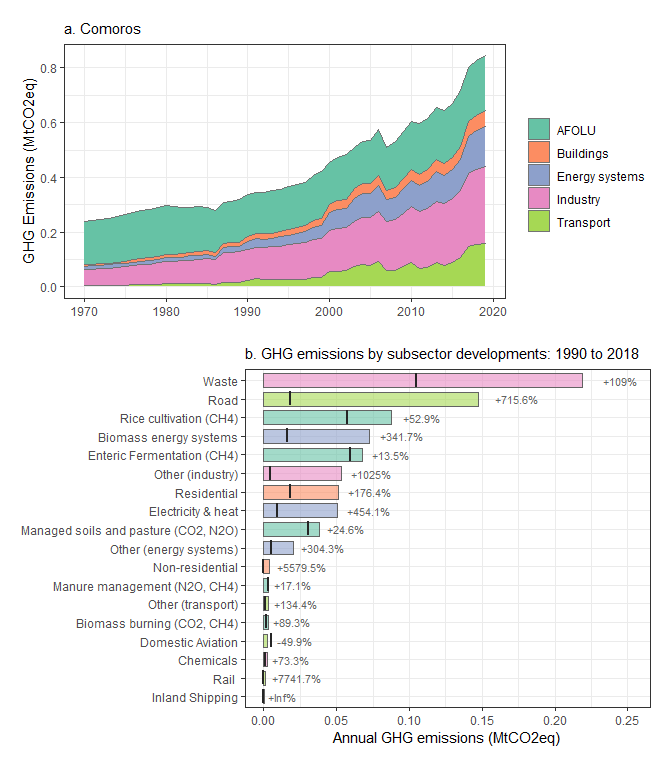 a. Comoros
GHG Emissions (MtCO2eq)
0.8
0.6
0.4
0.2
0.0
1970
1980
1990
2000
2010
2020
AFOLU
Buildings
Energy systems
Industry
Transport
b. GHG emissions by subsector developments: 1990 to 2018
Waste +109%
Road +715.6%
Rice cultivation (CH4) +52.9%
Biomass energy systems +341.7%
Enteric Fermentation (CH4) +13.5%
Other (industry) +1025%
Residential +176.4%
Electricity & heat +454.1%
Managed soils and pasture (CO2, N2O) +24.6%
Other (energy systems) +304.3%
Non-residential +5579.5%
Manure management (N2O, CH4) +17.1%
Other (transport) +134.4%
Biomass burning (CO2, CH4) +89.3%
Domestic Aviation -49.9%
Chemicals +73.3%
Rail +7741.7%
Inland Shipping +Inf%
0.00
0.05
0.10
0.15
0.20
0.25
Annual GHG emissions (MtCO2eq)